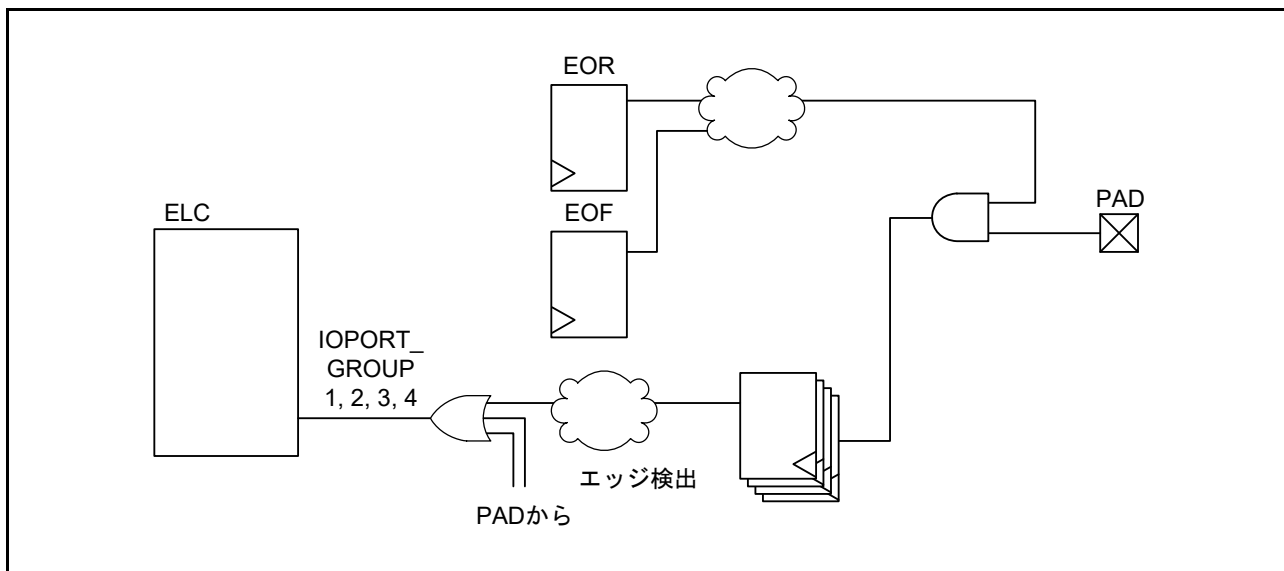 EOR
PAD
ELC
EOF
IOPORT_
GROUP
1, 2, 3, 4
エッジ検出
PADから